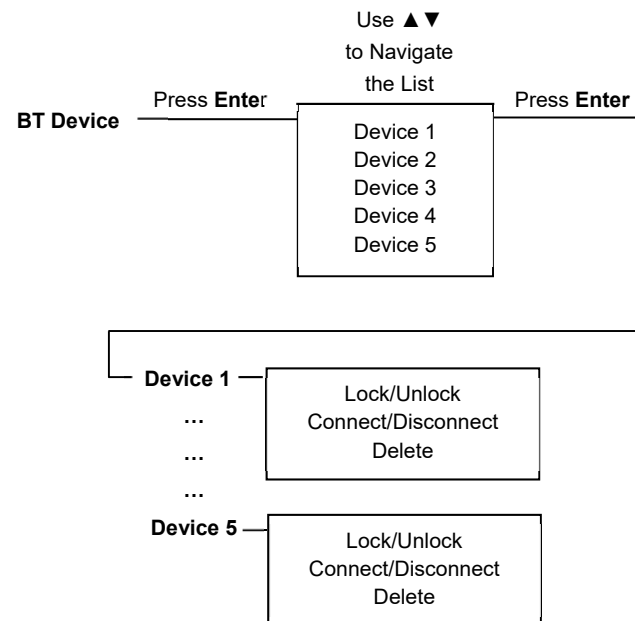 Use ▲▼
to Navigate
the List
Press Enter
Press Enter
BT Device
Device 1
Device 2
Device 3
Device 4
Device 5
Device 1
Lock/Unlock
Connect/Disconnect
Delete
…
…
…
Device 5
Lock/Unlock
Connect/Disconnect
Delete